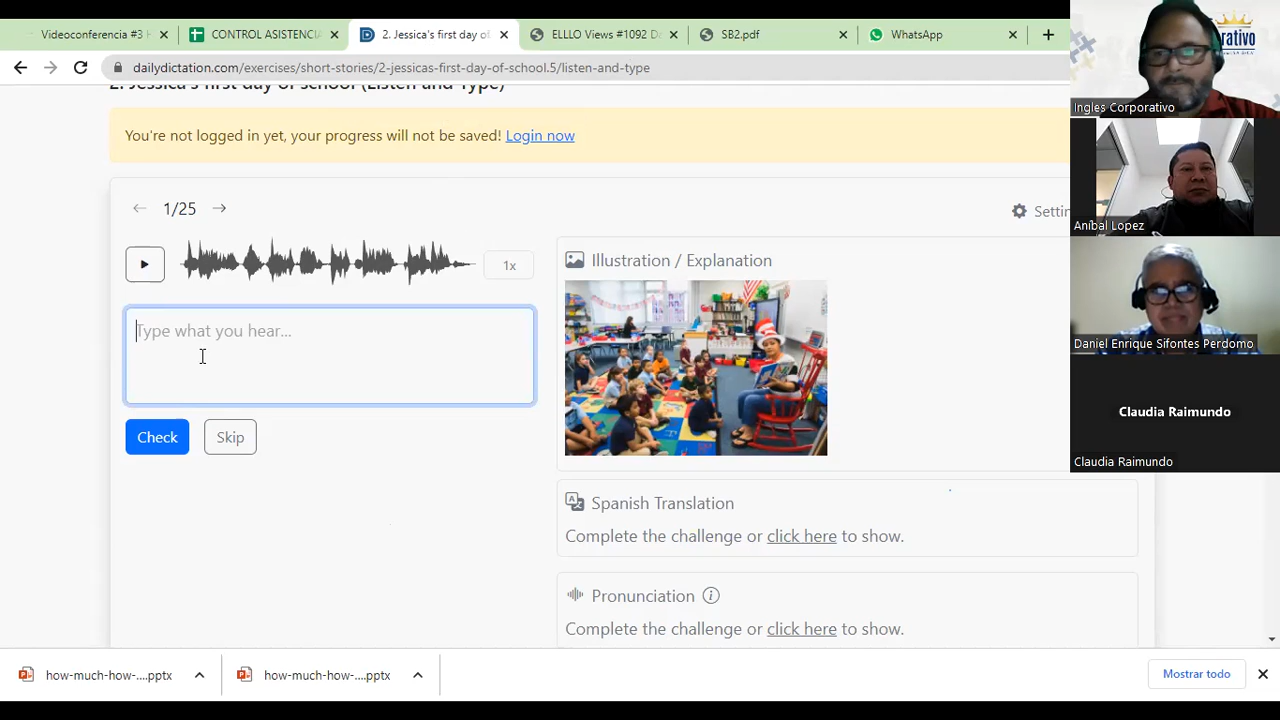 Videoconferencia #3
CONTROL ASISTENCIA
2. Jessica's first day of
ELLLO Views #1092 D
SB2.pdf
WhatsApp
dailydictation.com/exercises/short-stories/2-jessicas-first-day-of-school.5/listen-and-type
2. Jessica's first day of school (Listen and Type)
You're not logged in yet, your progress will not be saved! Login now
1/25
Settin
1x
Type what you hear...
Check
Skip
Illustration / Explanation
Spanish Translation
Complete the challenge or click here to show.
Pronunciation
Complete the challenge or click here to show.
rativo
Ingles Corporativo
Aníbal Lopez
Daniel Enrique Sifontes Perdomo
Claudia Raimundo
Claudia Raimundo
how-much-how-....pptx
how-much-how-....pptx
Mostrar todo